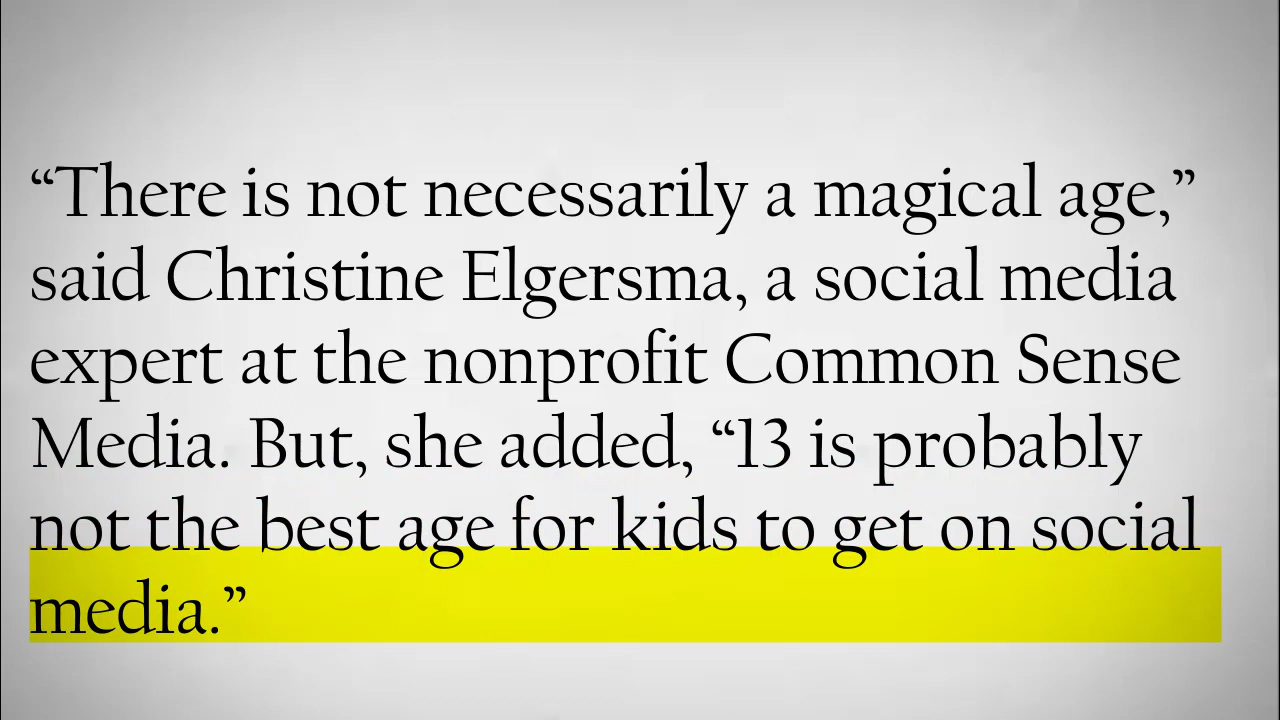 “There is not necessarily a magical age,”
said Christine Elgersma, a social media
expert at the nonprofit Common Sense
Media. But, she added, “13 is probably
not the best age for kids to get on social
media.”